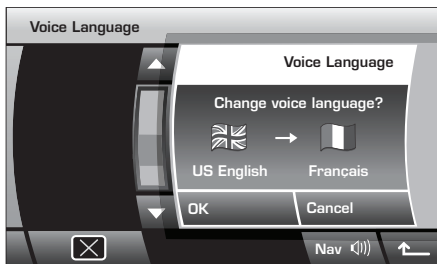 Voice Language
Voice Language
Change voice language?
US English
Français
OK
Cancel
Nav